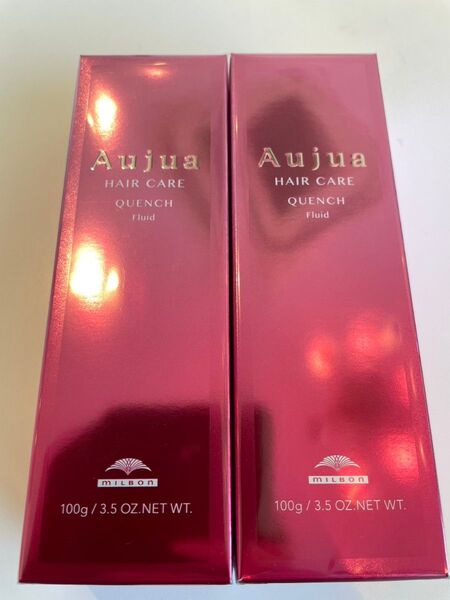 Aujua
HAIR CARE
QUENCH
Fluid
MILBON
100g / 3.5 OZ.NET WT.
Aujua
HAIR CARE
QUENCH
Fluid
MILBON
100g / 3.5 OZ.NET WT.